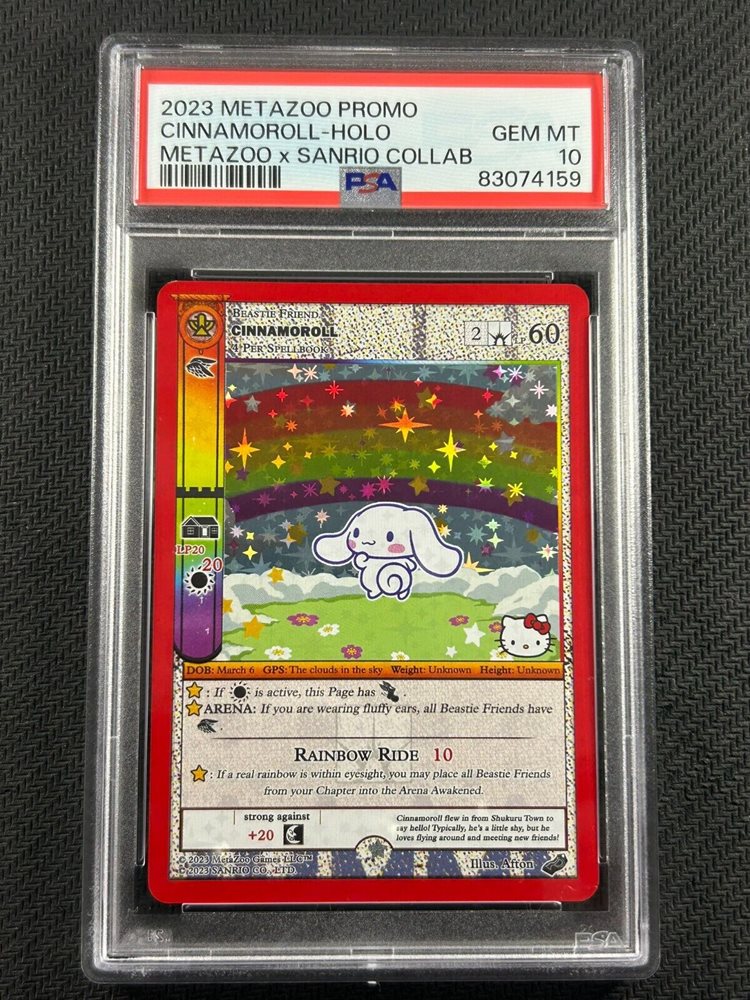 2023 METAZOO PROMO
CINNAMOROLL-HOLO GEM MT
METAZOO x SANRIO COLLAB 10
PSA 83074159
BEASTIE FRIEND
CINNAMOROLL
2 LP 60
4 PER SPELLBOOK
LP20
20
DOB: March 6 GPS: The clouds in the sky Weight: Unknown Height: Unknown
: If is active, this Page has .
ARENA: If you are wearing fluffy ears, all Beastie Friends have
RAINBOW RIDE 10
: If a real rainbow is within eyesight, you may place all Beastie Friends
from your Chapter into the Arena Awakened.
strong against
+20
Cinnamoroll flew in from Shukuru Town to
say hello! Typically, he's a little shy, but he
loves flying around and meeting new friends!
© 2023 MetaZoo Games LLC™
© 2023 SANRIO CO., LTD.
Illus. Afton
PSA